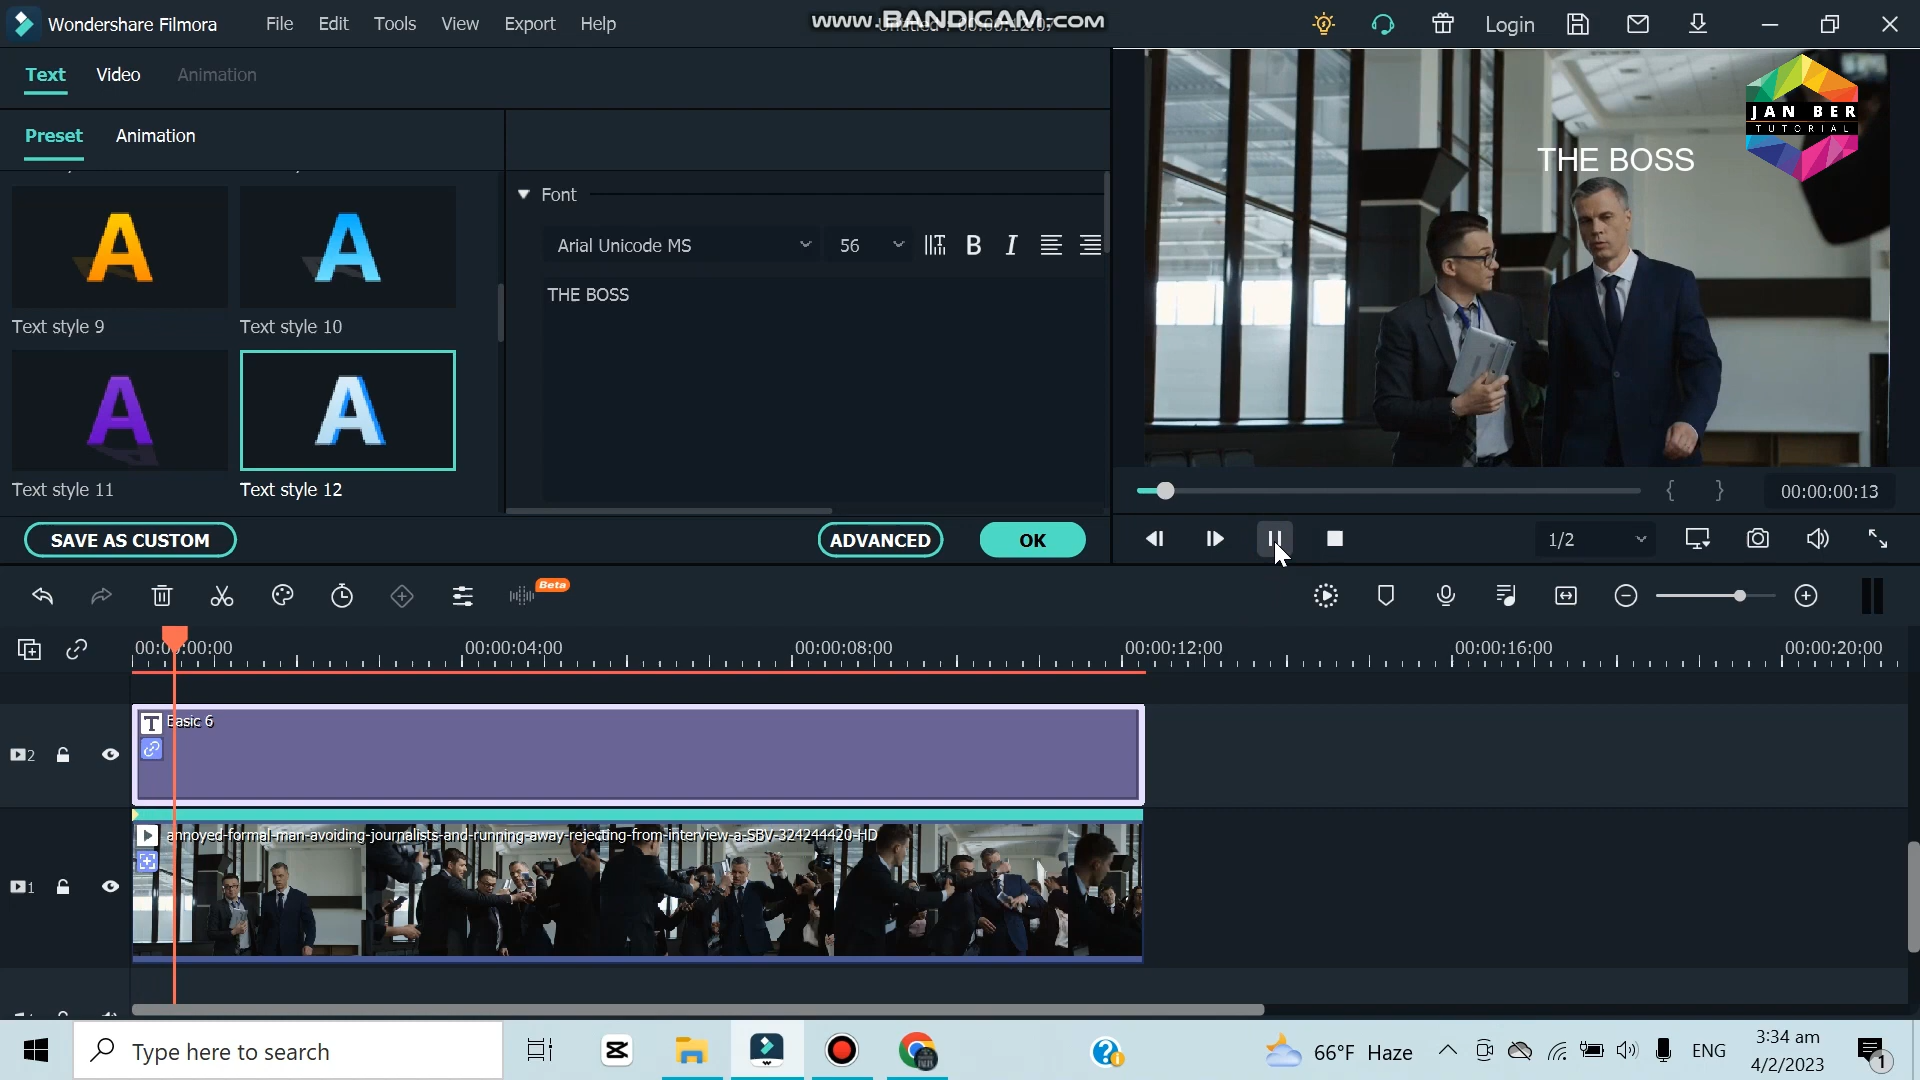 Wondershare Filmora File Edit Tools View Export Help www.BANDICAM.com Login
Text Video Animation
Preset Animation
Font
Arial Unicode MS 56
THE BOSS
Text style 9 Text style 10
Text style 11 Text style 12
SAVE AS CUSTOM ADVANCED OK
JAN BER
TUTORIAL
THE BOSS
00:00:00:13
1/2
Beta
00:00:04:00 00:00:08:00 00:00:12:00 00:00:16:00 00:00:20:00
T Basic 6
2
annoyed-formal-man-avoiding-journalists-and-running-away-rejecting-from-interview-a-SBV-324244420-HD
1
Type here to search 66°F Haze ENG 3:34 am
4/2/2023 1